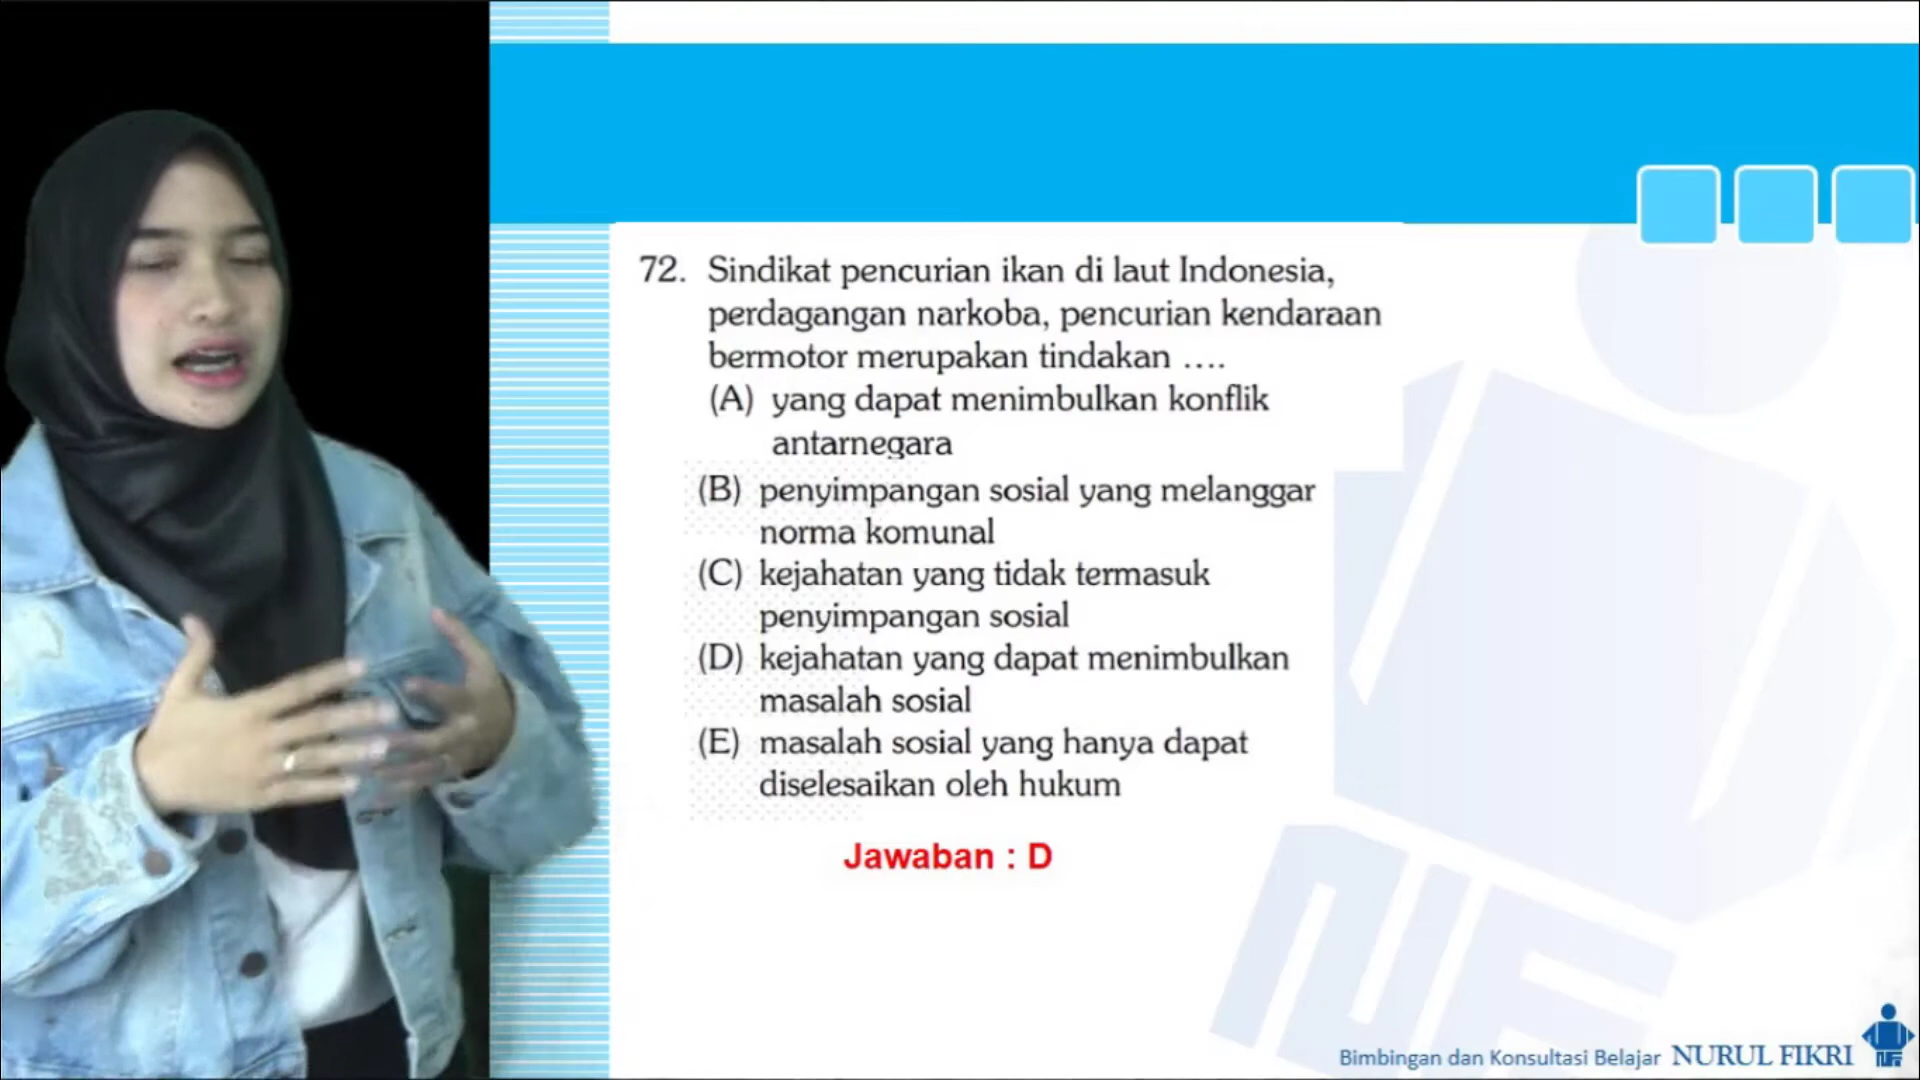 72. Sindikat pencurian ikan di laut Indonesia,
perdagangan narkoba, pencurian kendaraan
bermotor merupakan tindakan ....
(A) yang dapat menimbulkan konflik
antarnegara
(B) penyimpangan sosial yang melanggar
norma komunal
(C) kejahatan yang tidak termasuk
penyimpangan sosial
(D) kejahatan yang dapat menimbulkan
masalah sosial
(E) masalah sosial yang hanya dapat
diselesaikan oleh hukum
Jawaban : D
NF
Bimbingan dan Konsultasi Belajar NURUL FIKRI
NF